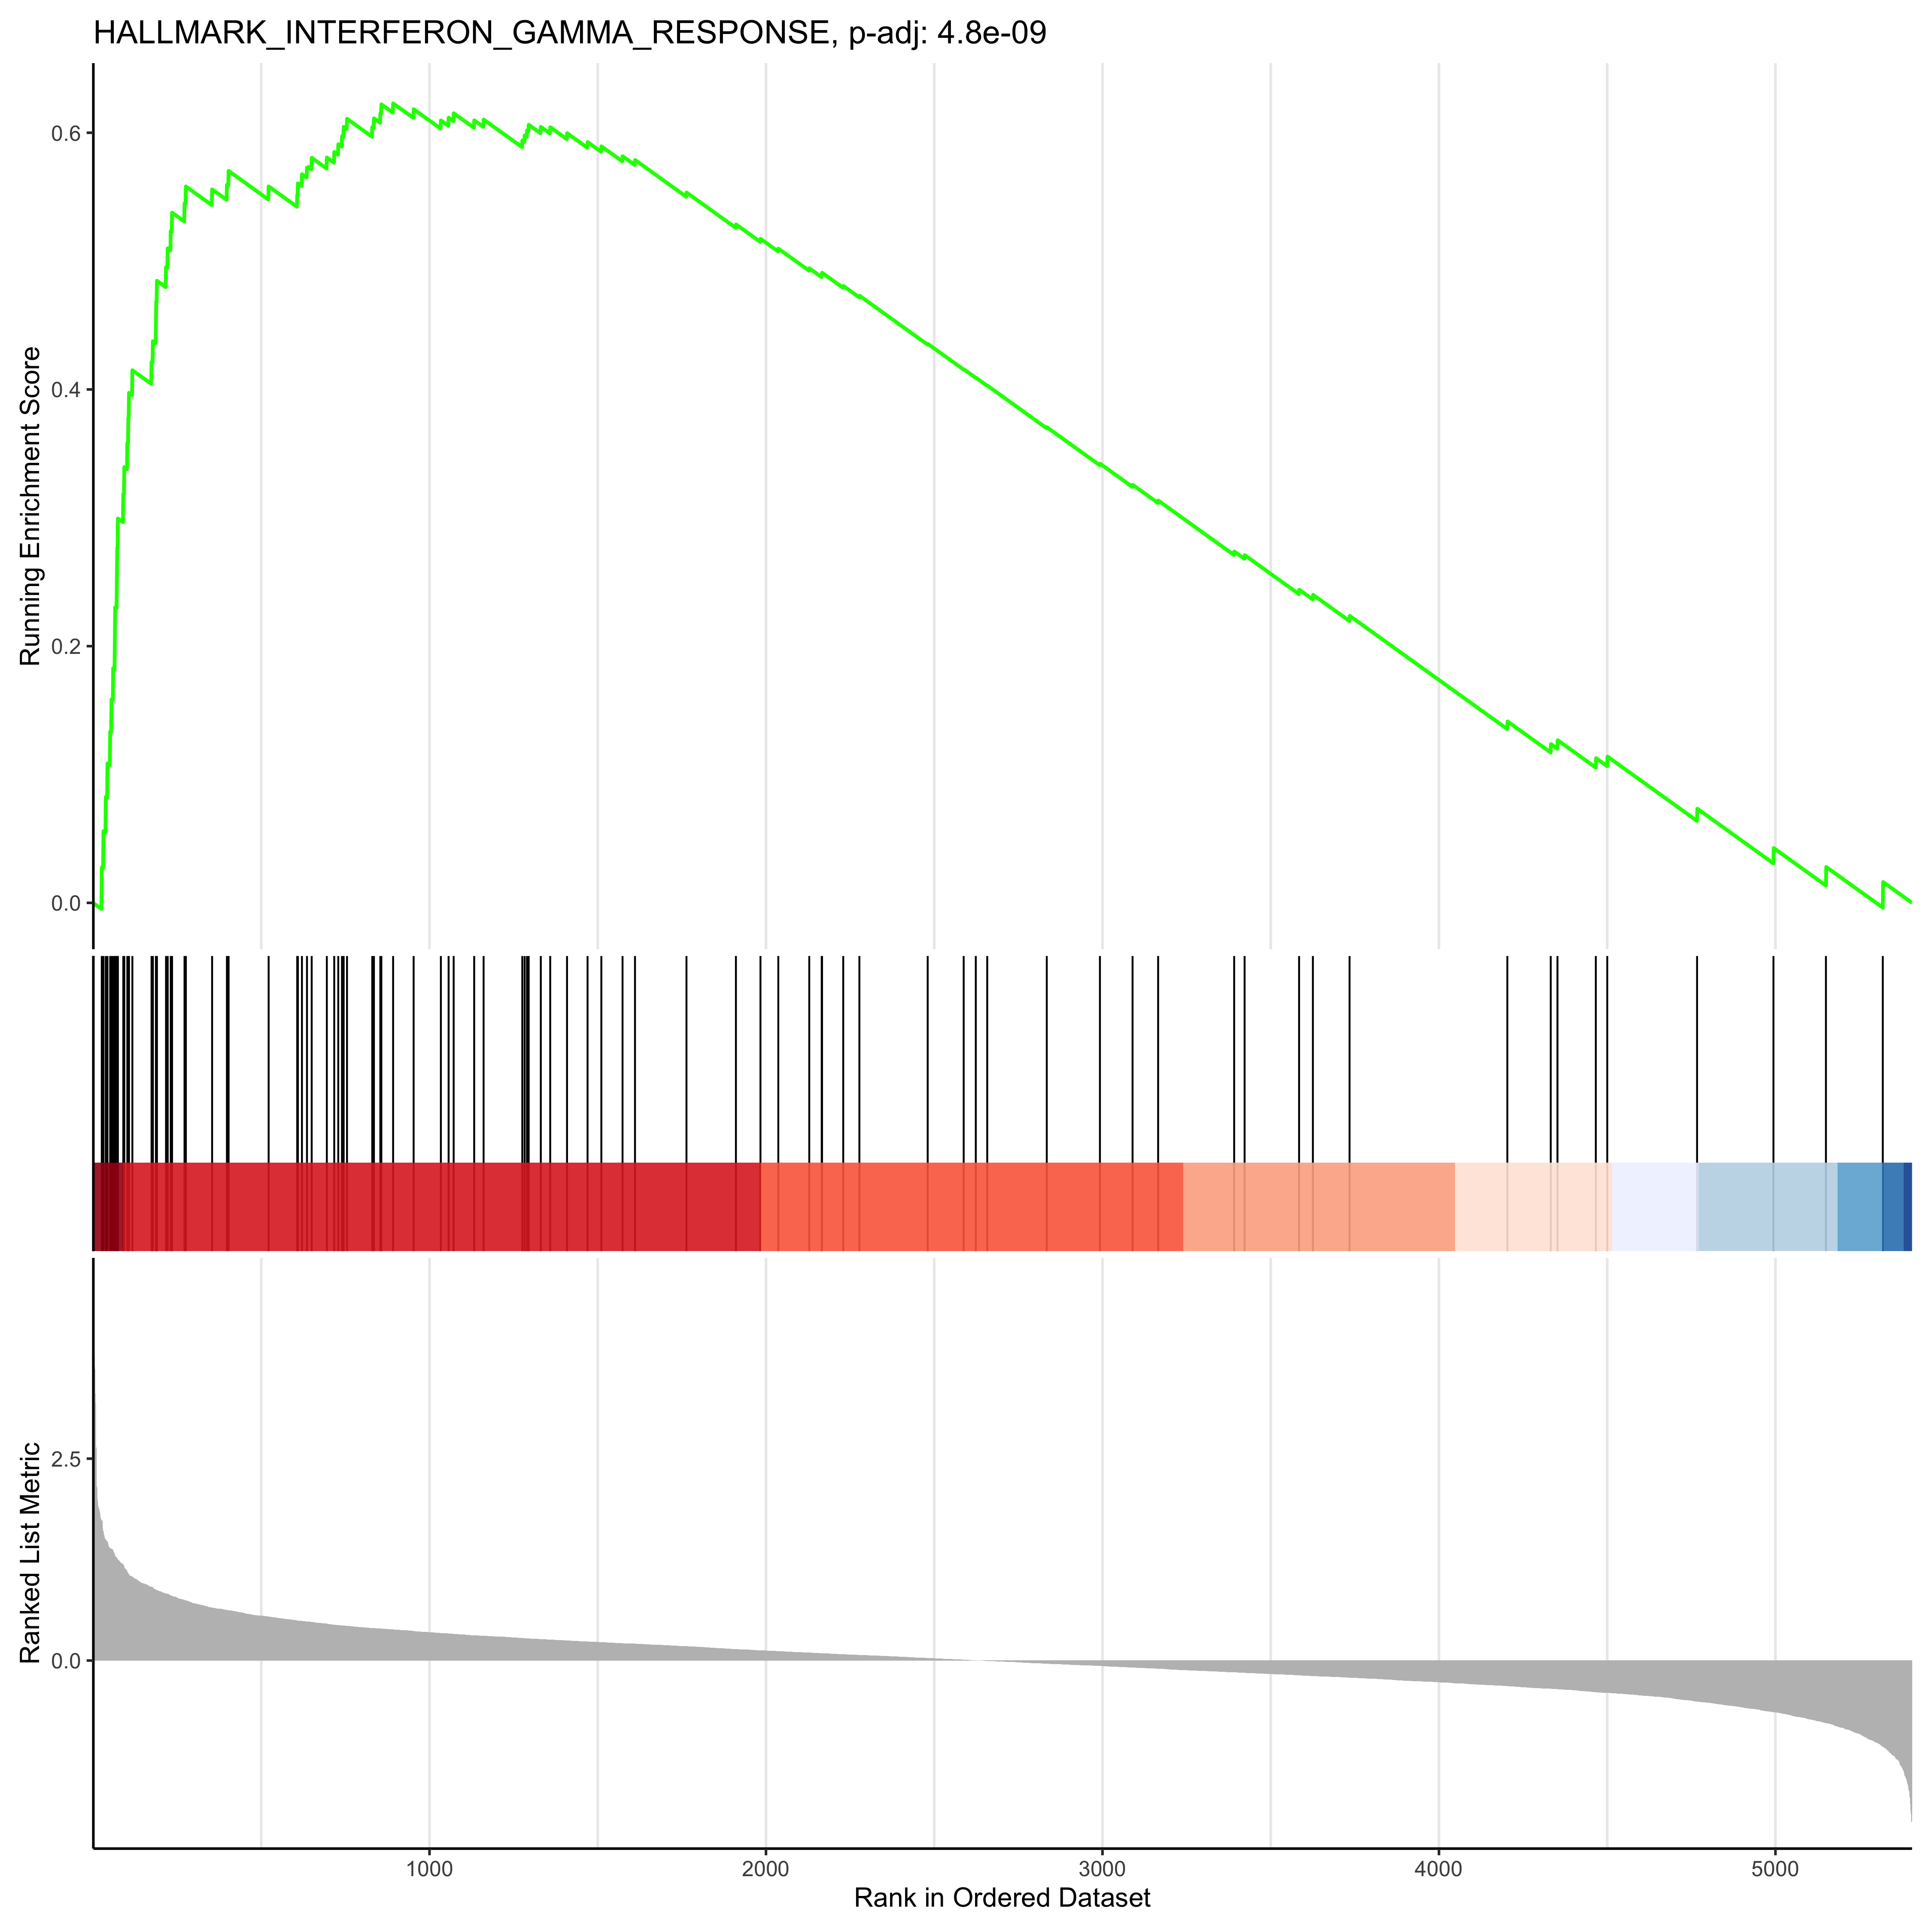 HALLMARK_INTERFERON_GAMMA_RESPONSE, p-adj: 4.8e-09
Running Enrichment Score
0.6
0.4
0.2
0.0
Ranked List Metric
2.5
0.0
1000 2000 3000 4000 5000
Rank in Ordered Dataset